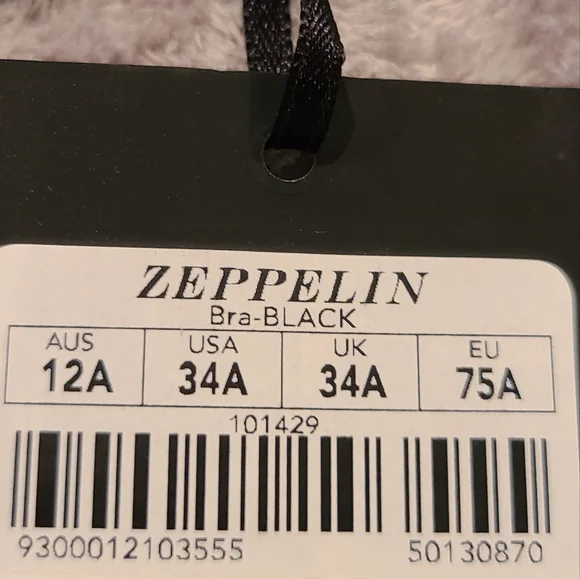 ZEPPELIN
Bra-BLACK
AUS USA UK EU
12A 34A 34A 75A
101429
9300012103555 50130870